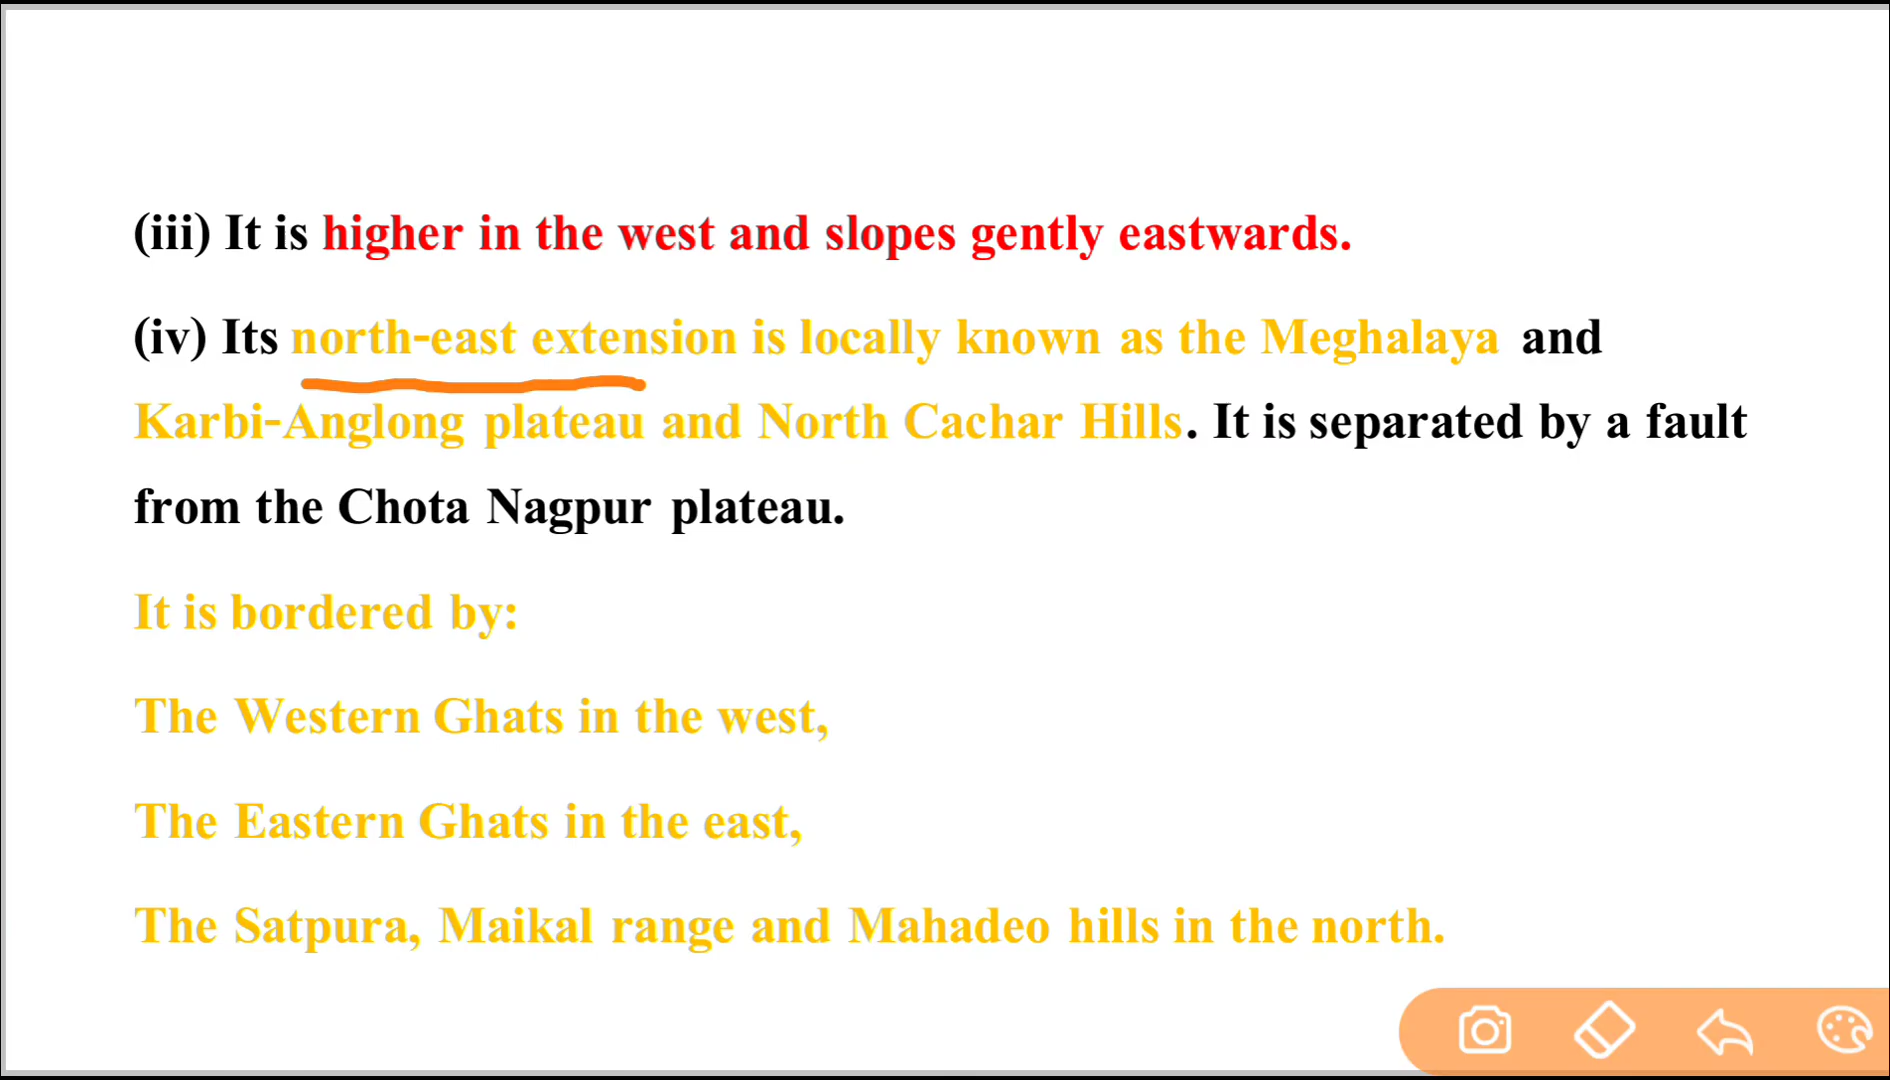 (iii) It is higher in the west and slopes gently eastwards.
(iv) Its north-east extension is locally known as the Meghalaya and
Karbi-Anglong plateau and North Cachar Hills. It is separated by a fault
from the Chota Nagpur plateau.
It is bordered by:
The Western Ghats in the west,
The Eastern Ghats in the east,
The Satpura, Maikal range and Mahadeo hills in the north.